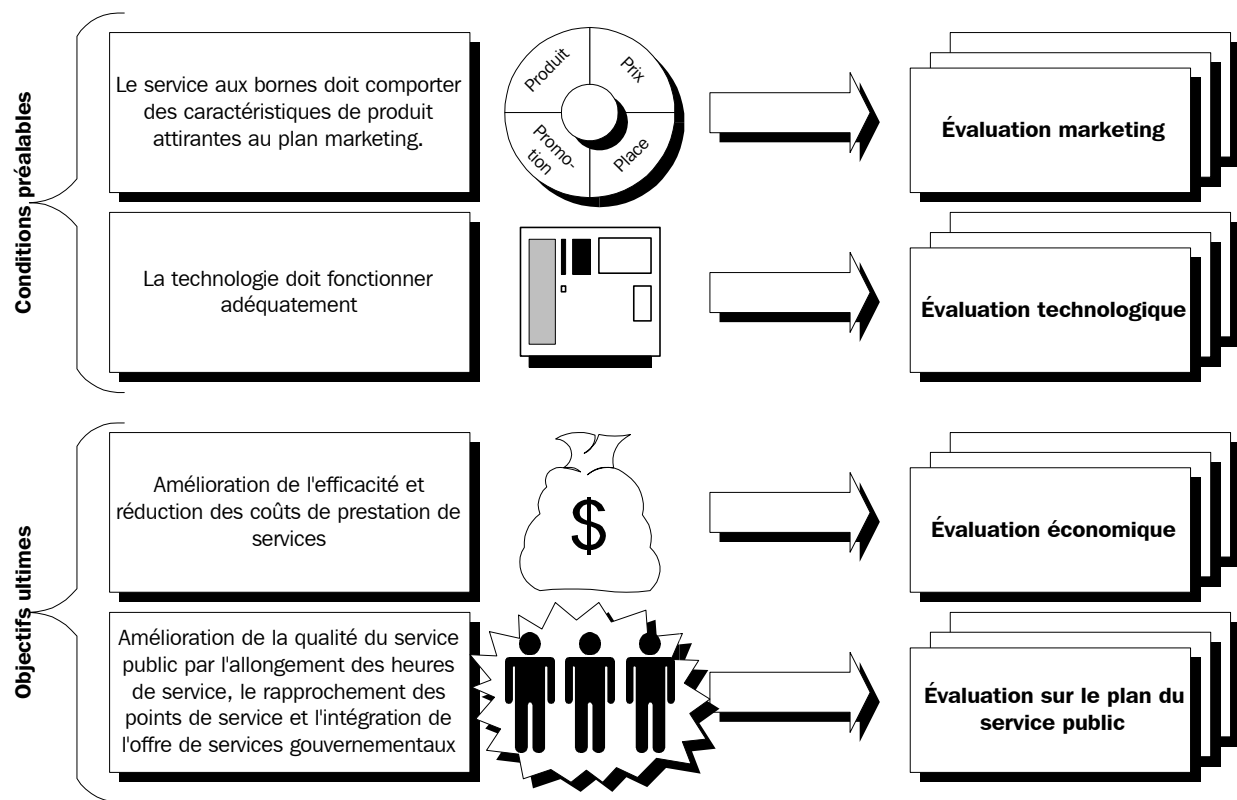 Conditions préalables
Le service aux bornes doit comporter
des caractéristiques de produit
attirantes au plan marketing.
Produit
Prix
Promo-
tion
Place
Évaluation marketing
La technologie doit fonctionner
adéquatement
Évaluation technologique
Objectifs ultimes
Amélioration de l'efficacité et
réduction des coûts de prestation de
services
$
Évaluation économique
Amélioration de la qualité du service
public par l'allongement des heures
de service, le rapprochement des
points de service et l'intégration de
l'offre de services gouvernementaux
Évaluation sur le plan du
service public